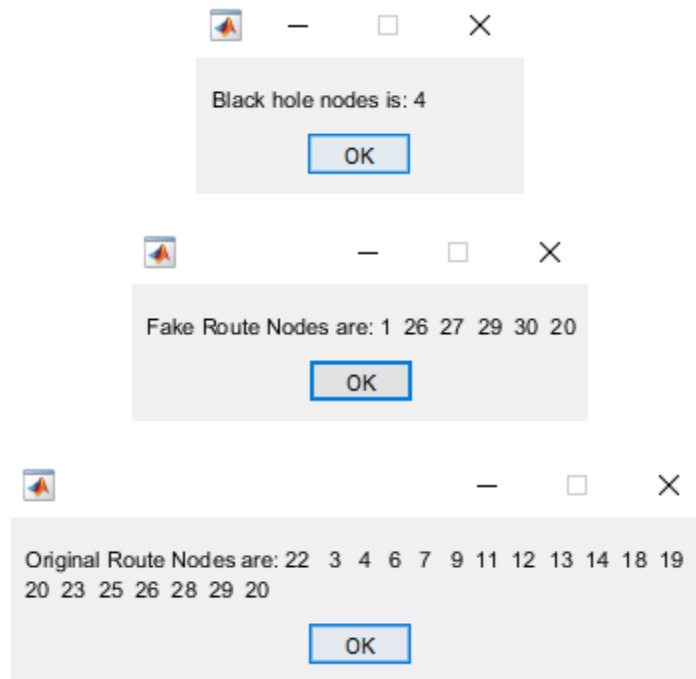 Black hole nodes is: 4
OK
Fake Route Nodes are: 1 26 27 29 30 20
OK
Original Route Nodes are: 22 3 4 6 7 9 11 12 13 14 18 19
20 23 25 26 28 29 20
OK